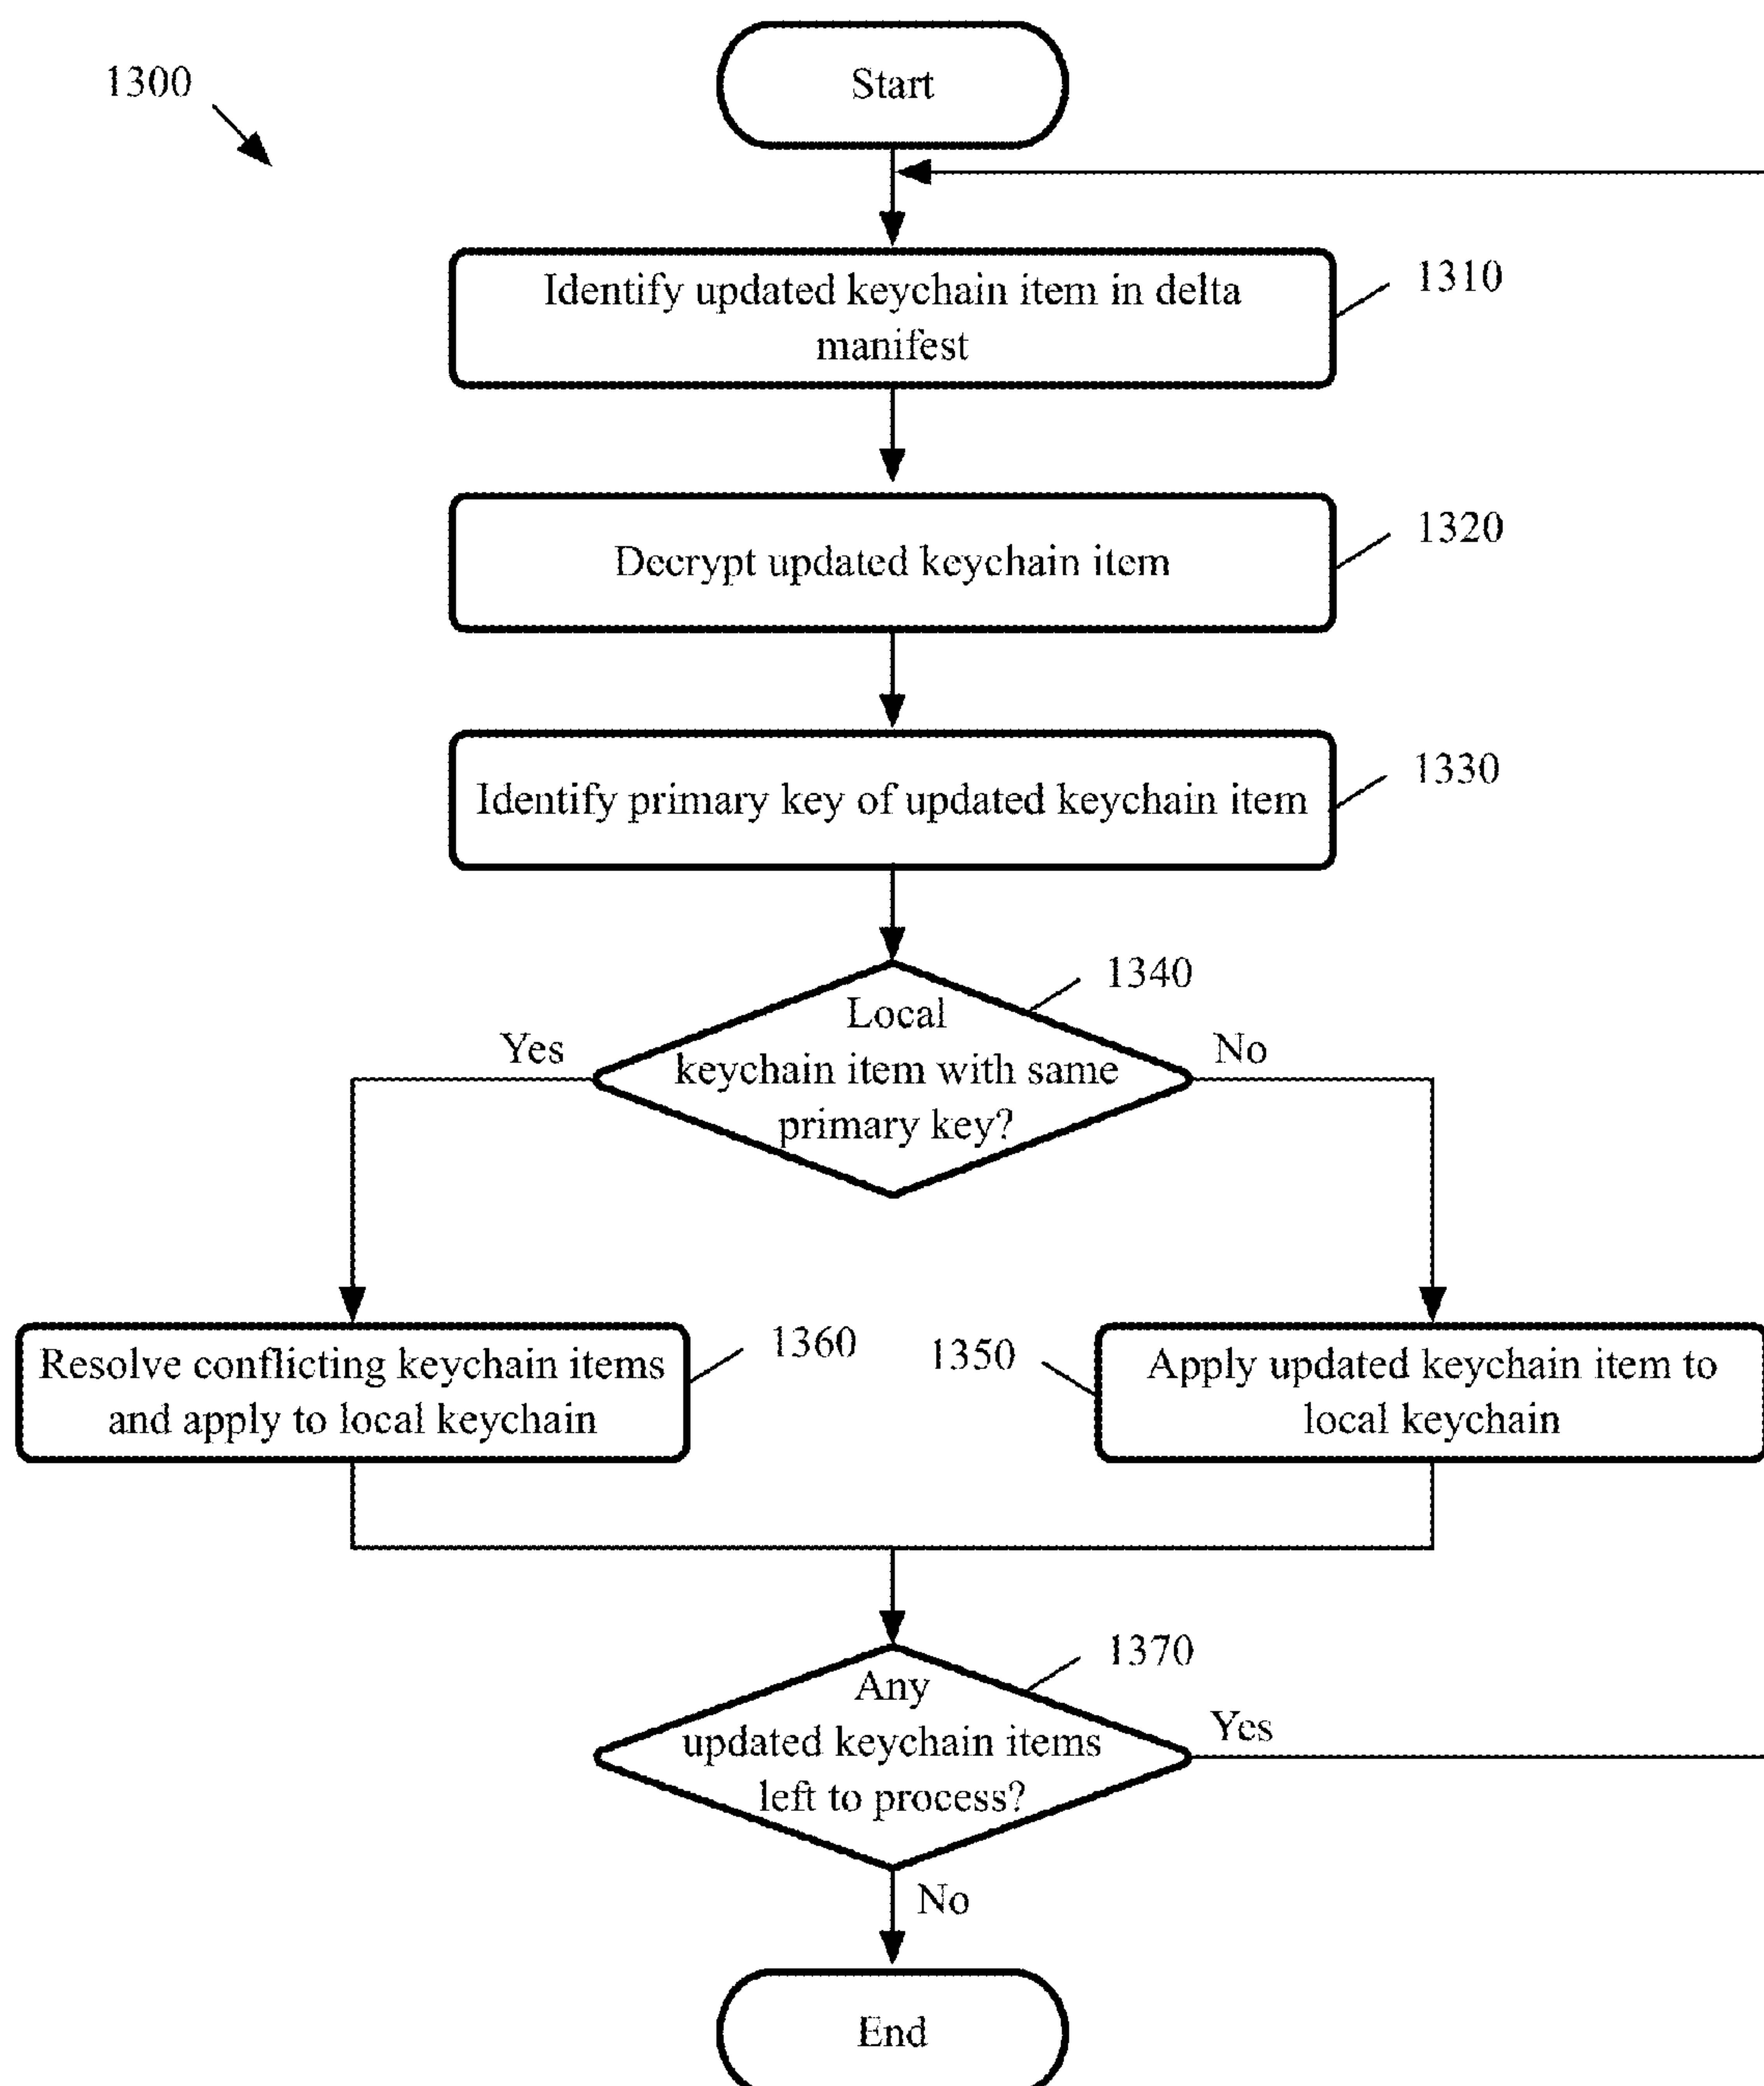 1300
Start
Identify updated keychain item in delta
manifest
1310
Decrypt updated keychain item
1320
Identify primary key of updated keychain item
1330
Local
keychain item with same
primary key?
1340
Yes
No
Resolve conflicting keychain items
and apply to local keychain
1360
1350
Apply updated keychain item to
local keychain
Any
updated keychain items
left to process?
1370
Yes
No
End